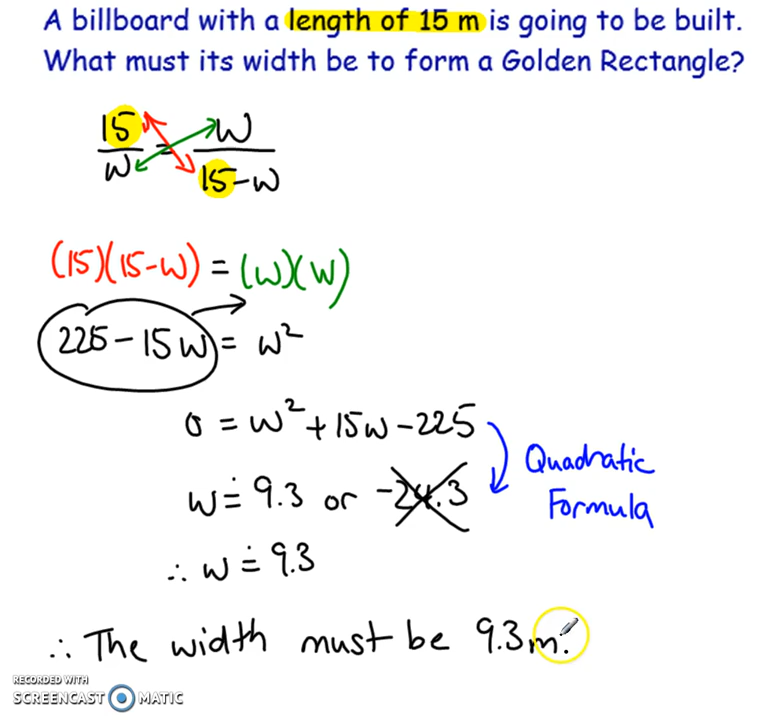 A billboard with a length of 15 m is going to be built.
What must its width be to form a Golden Rectangle?
15/w = w/15-w
(15)(15-w) = (w)(w)
225-15w = w²
0 = w²+15w-225
Quadratic
Formula
w ≐ 9.3 or -24.3
∴ w ≐ 9.3
∴ The width must be 9.3m.
RECORDED WITH
SCREENCAST MATIC